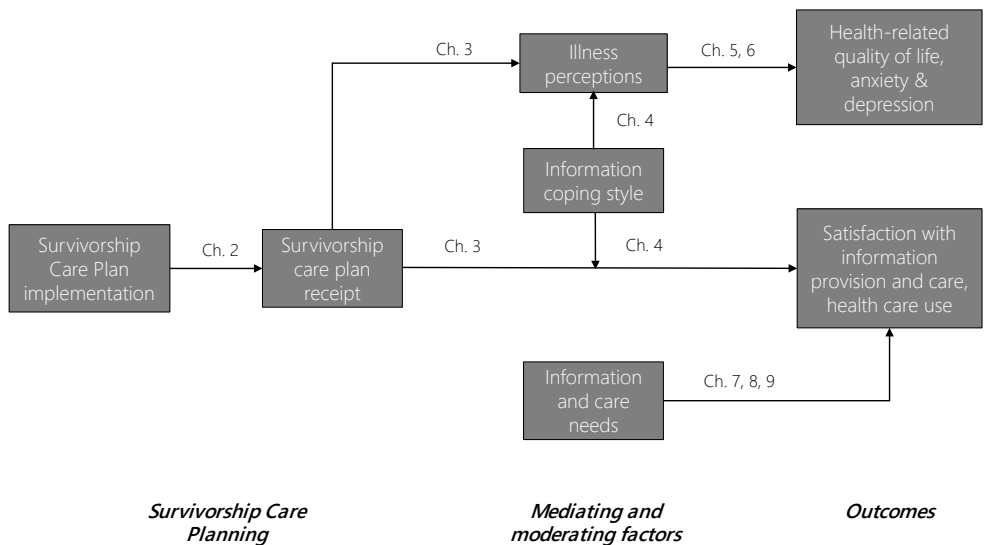 Ch. 3
Illness
perceptions
Ch. 5, 6
Health-related
quality of life,
anxiety &
depression
Ch. 4
Information
coping style
Survivorship
Care Plan
implementation
Ch. 2
Survivorship
care plan
receipt
Ch. 3
Ch. 4
Satisfaction with
information
provision and care,
health care use
Information
and care
needs
Ch. 7, 8, 9
Survivorship Care
Planning
Mediating and
moderating factors
Outcomes